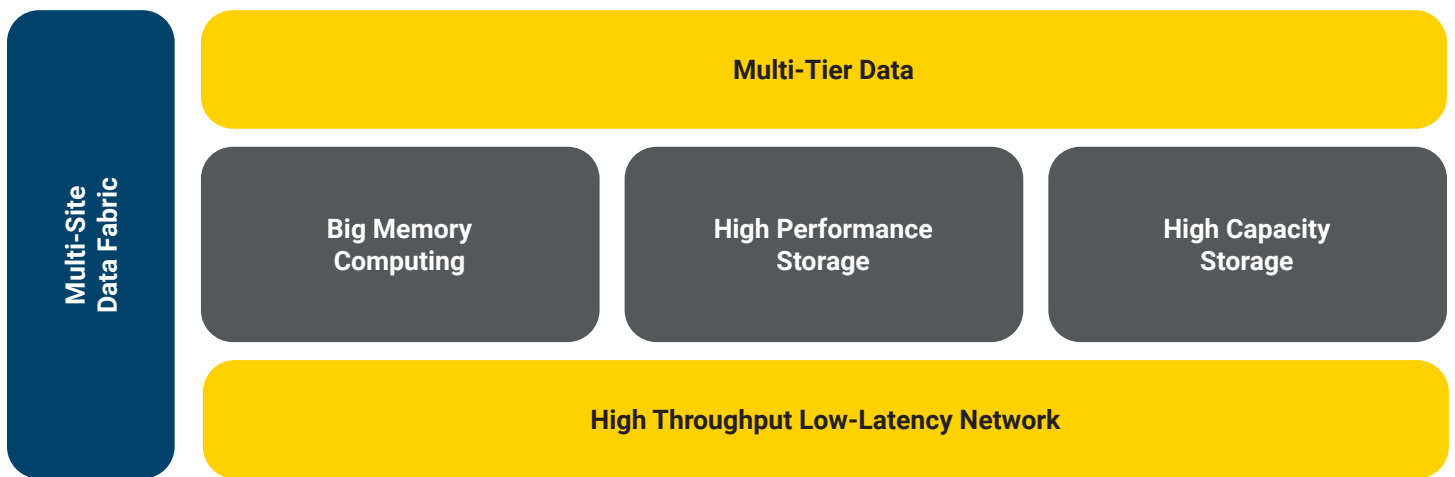 Multi-Site
Data Fabric
Multi-Tier Data
Big Memory
Computing
High Performance
Storage
High Capacity
Storage
High Throughput Low-Latency Network